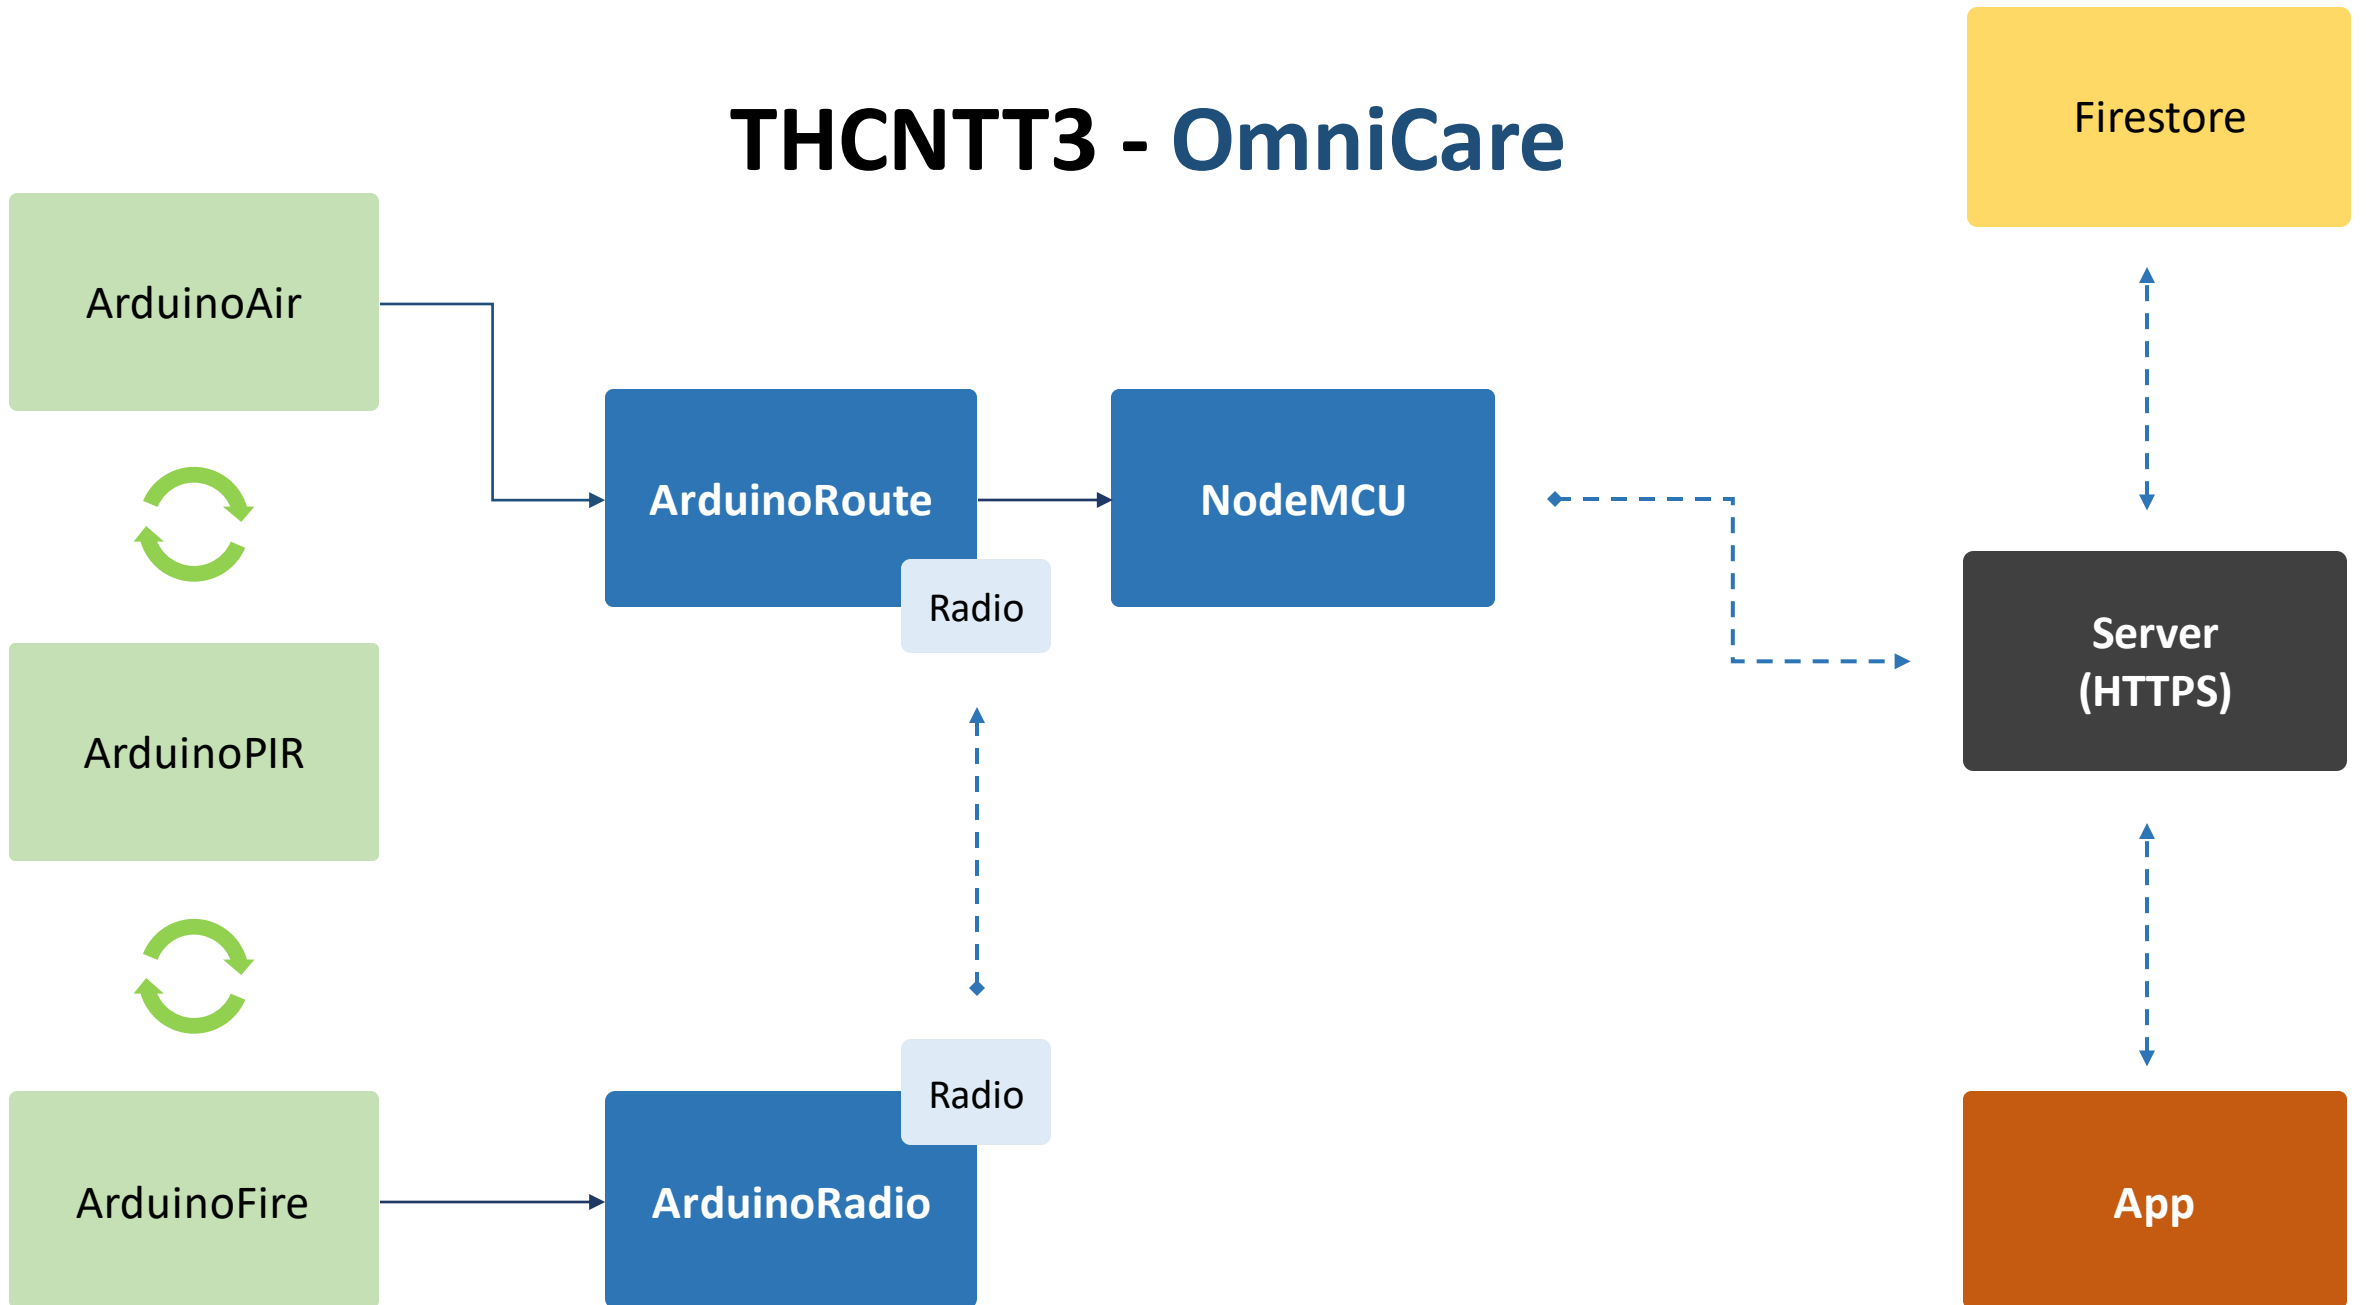 THCNTT3 - OmniCare
Firestore
ArduinoAir
ArduinoRoute
NodeMCU
Radio
Server
(HTTPS)
ArduinoPIR
Radio
ArduinoFire
ArduinoRadio
App